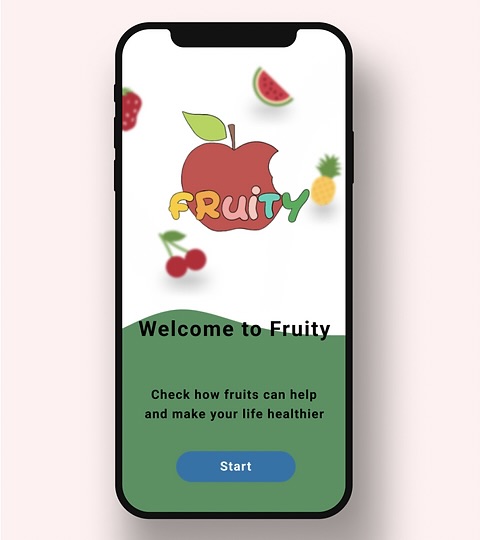 FRuiTY
Welcome to Fruity
Check how fruits can help
and make your life healthier
Start